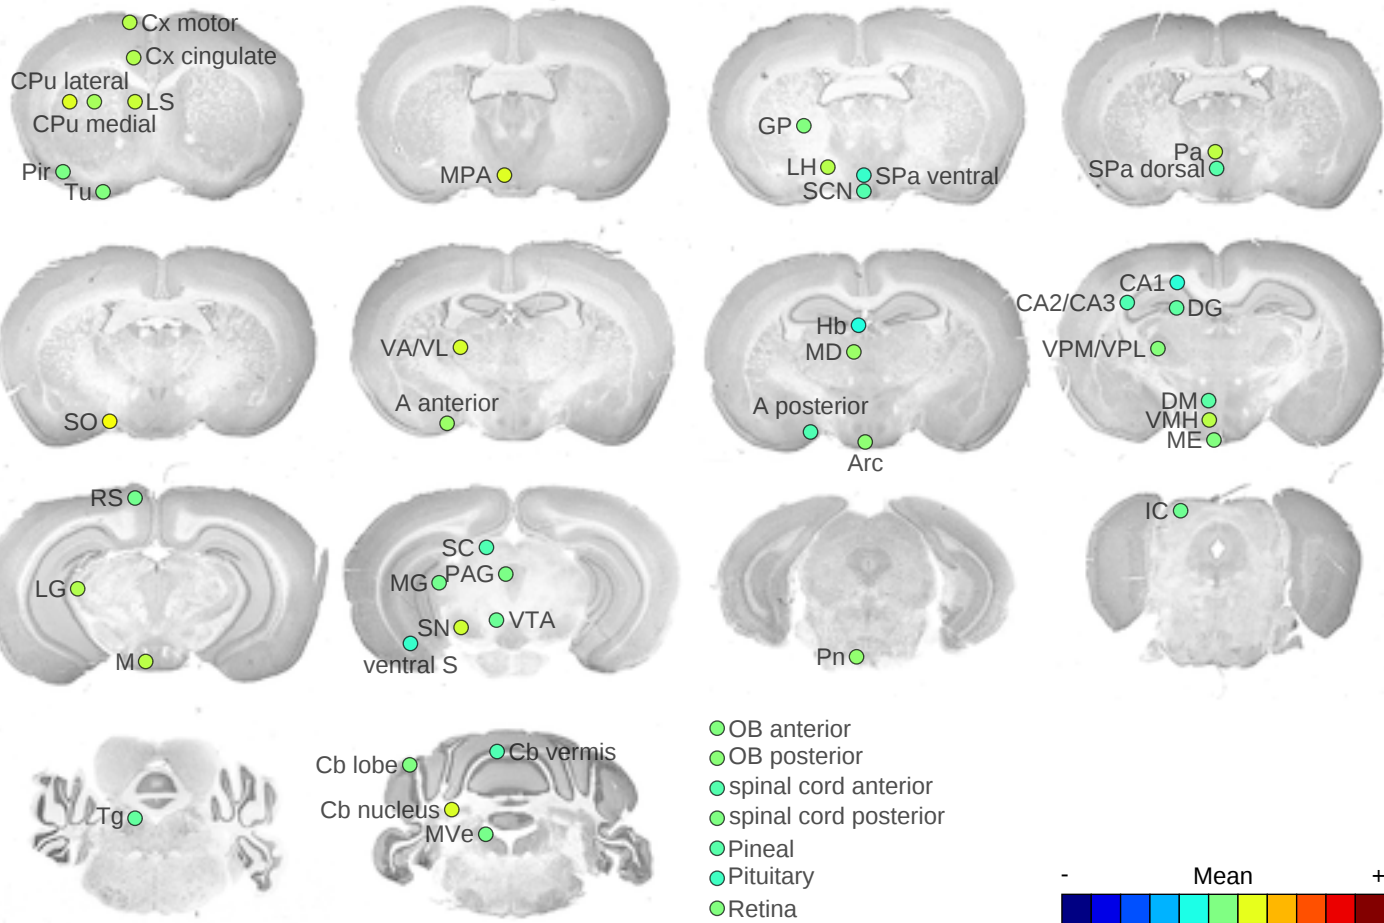 Cx motor
Cx cingulate
CPu lateral
LS
CPu medial
Pir
Tu
MPA
GP
LH
SPa ventral
SCN
Pa
SPa dorsal
SO
VA/VL
A anterior
Hb
MD
A posterior
Arc
CA1
CA2/CA3
DG
VPM/VPL
DM
VMH
ME
RS
LG
M
SC
MG
PAG
SN
VTA
ventral S
Pn
IC
Tg
Cb lobe
Cb vermis
Cb nucleus
MVe
OB anterior
OB posterior
spinal cord anterior
spinal cord posterior
Pineal
Pituitary
Retina
- Mean +